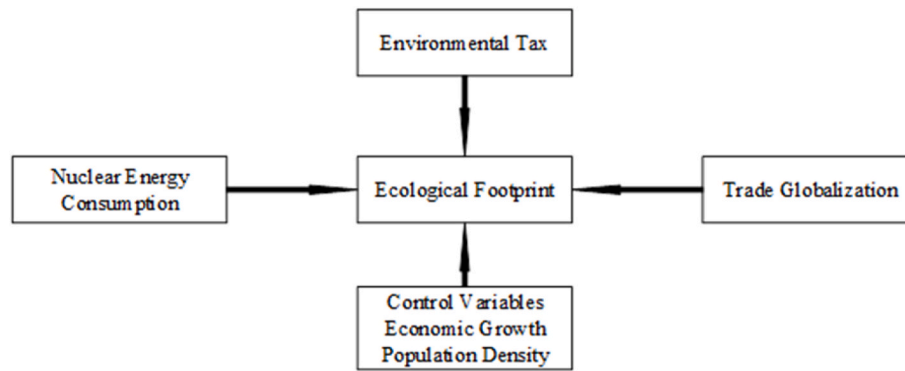 Environmental Tax
Nuclear Energy
Consumption
Ecological Footprint
Trade Globalization
Control Variables
Economic Growth
Population Density